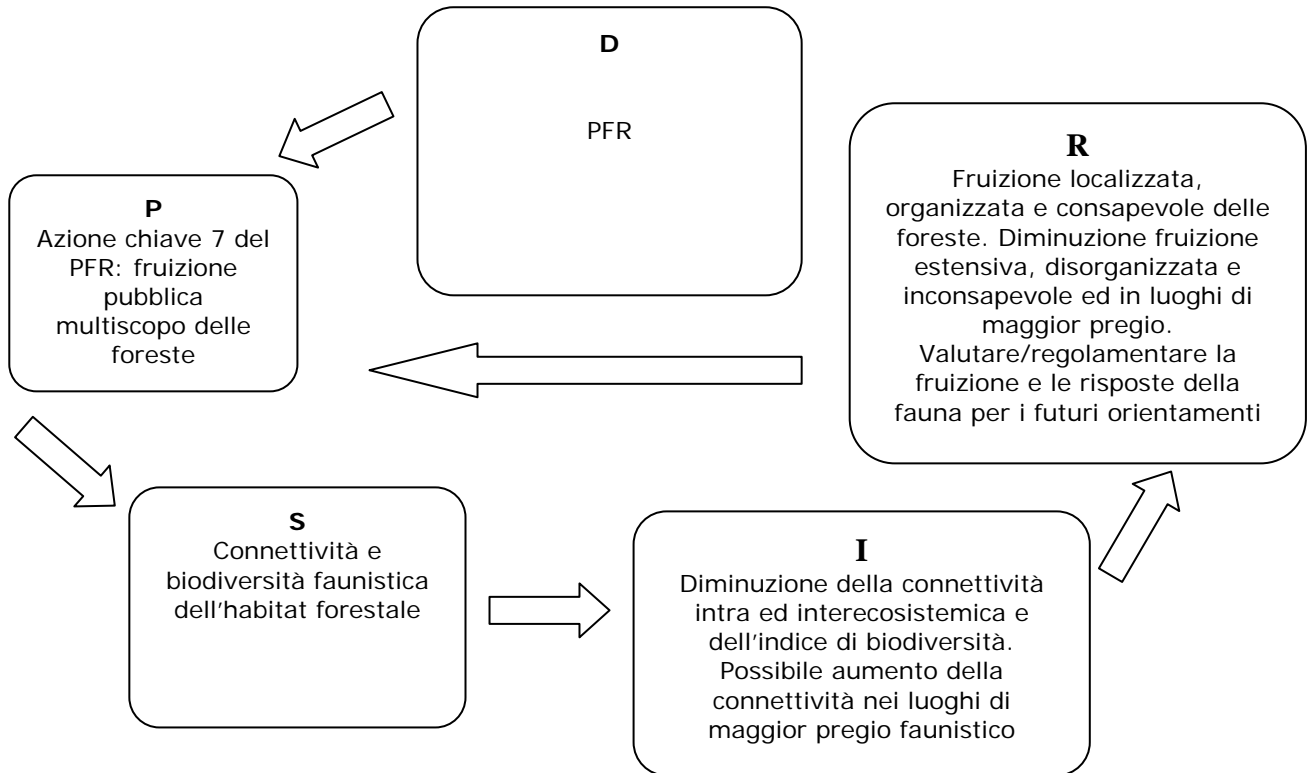 D
PFR
P
Azione chiave 7 del
PFR: fruizione
pubblica
multiscopo delle
foreste
S
Connettività e
biodiversità faunistica
dell'habitat forestale
I
Diminuzione della connettività
intra ed interecosistemica e
dell'indice di biodiversità.
Possibile aumento della
connettività nei luoghi di
maggior pregio faunistico
R
Fruizione localizzata,
organizzata e consapevole delle
foreste. Diminuzione fruizione
estensiva, disorganizzata e
inconsapevole ed in luoghi di
maggior pregio.
Valutare/regolamentare la
fruizione e le risposte della
fauna per i futuri orientamenti